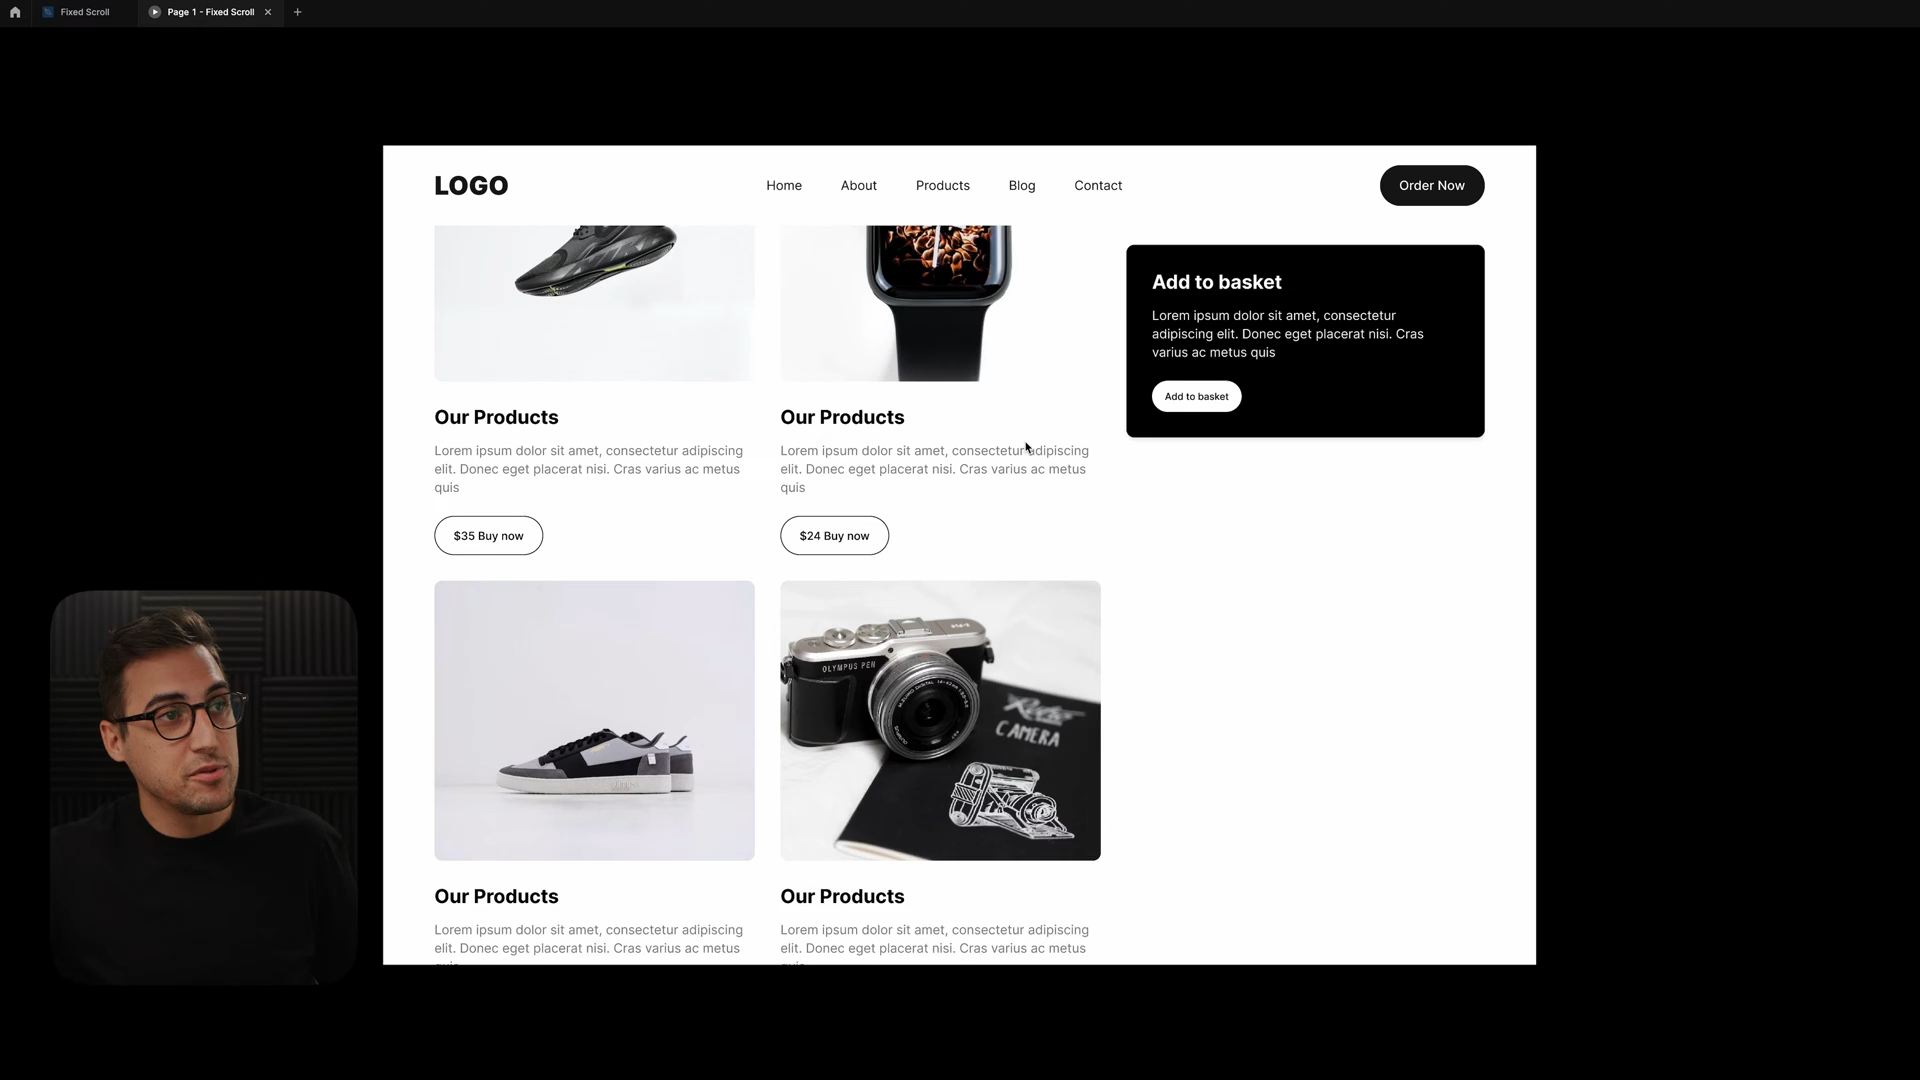 Fixed Scroll
Page 1 - Fixed Scroll
LOGO
Home
About
Products
Blog
Contact
Order Now
Add to basket
Lorem ipsum dolor sit amet, consectetur
adipiscing elit. Donec eget placerat nisi. Cras
varius ac metus quis
Add to basket
Our Products
Lorem ipsum dolor sit amet, consectetur adipiscing
elit. Donec eget placerat nisi. Cras varius ac metus
quis
$35 Buy now
Our Products
Lorem ipsum dolor sit amet, consectetur adipiscing
elit. Donec eget placerat nisi. Cras varius ac metus
quis
$24 Buy now
OLYMPUS PEN
Retro
CAMERA
Our Products
Lorem ipsum dolor sit amet, consectetur adipiscing
elit. Donec eget placerat nisi. Cras varius ac metus
Our Products
Lorem ipsum dolor sit amet, consectetur adipiscing
elit. Donec eget placerat nisi. Cras varius ac metus